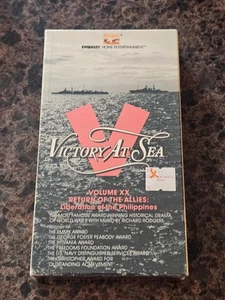 EMBASSY HOME ENTERTAINMENT™
VICTORY AT SEA
VOLUME XX
RETURN OF THE ALLIES:
Liberation of the Philippines
THE MOST FAMOUS AWARD-WINNING HISTORICAL DRAMA
OF WORLD WAR II WITH MUSIC BY RICHARD RODGERS
THE EMMY AWARD
THE GEORGE FOSTER PEABODY AWARD
THE SYLVANIA AWARD
THE FREEDOMS FOUNDATION AWARD
THE U.S. NAVY DISTINGUISHED SERVICE AWARD
THE CHRISTOPHER AWARD FOR
"OUTSTANDING ACHIEVEMENT"